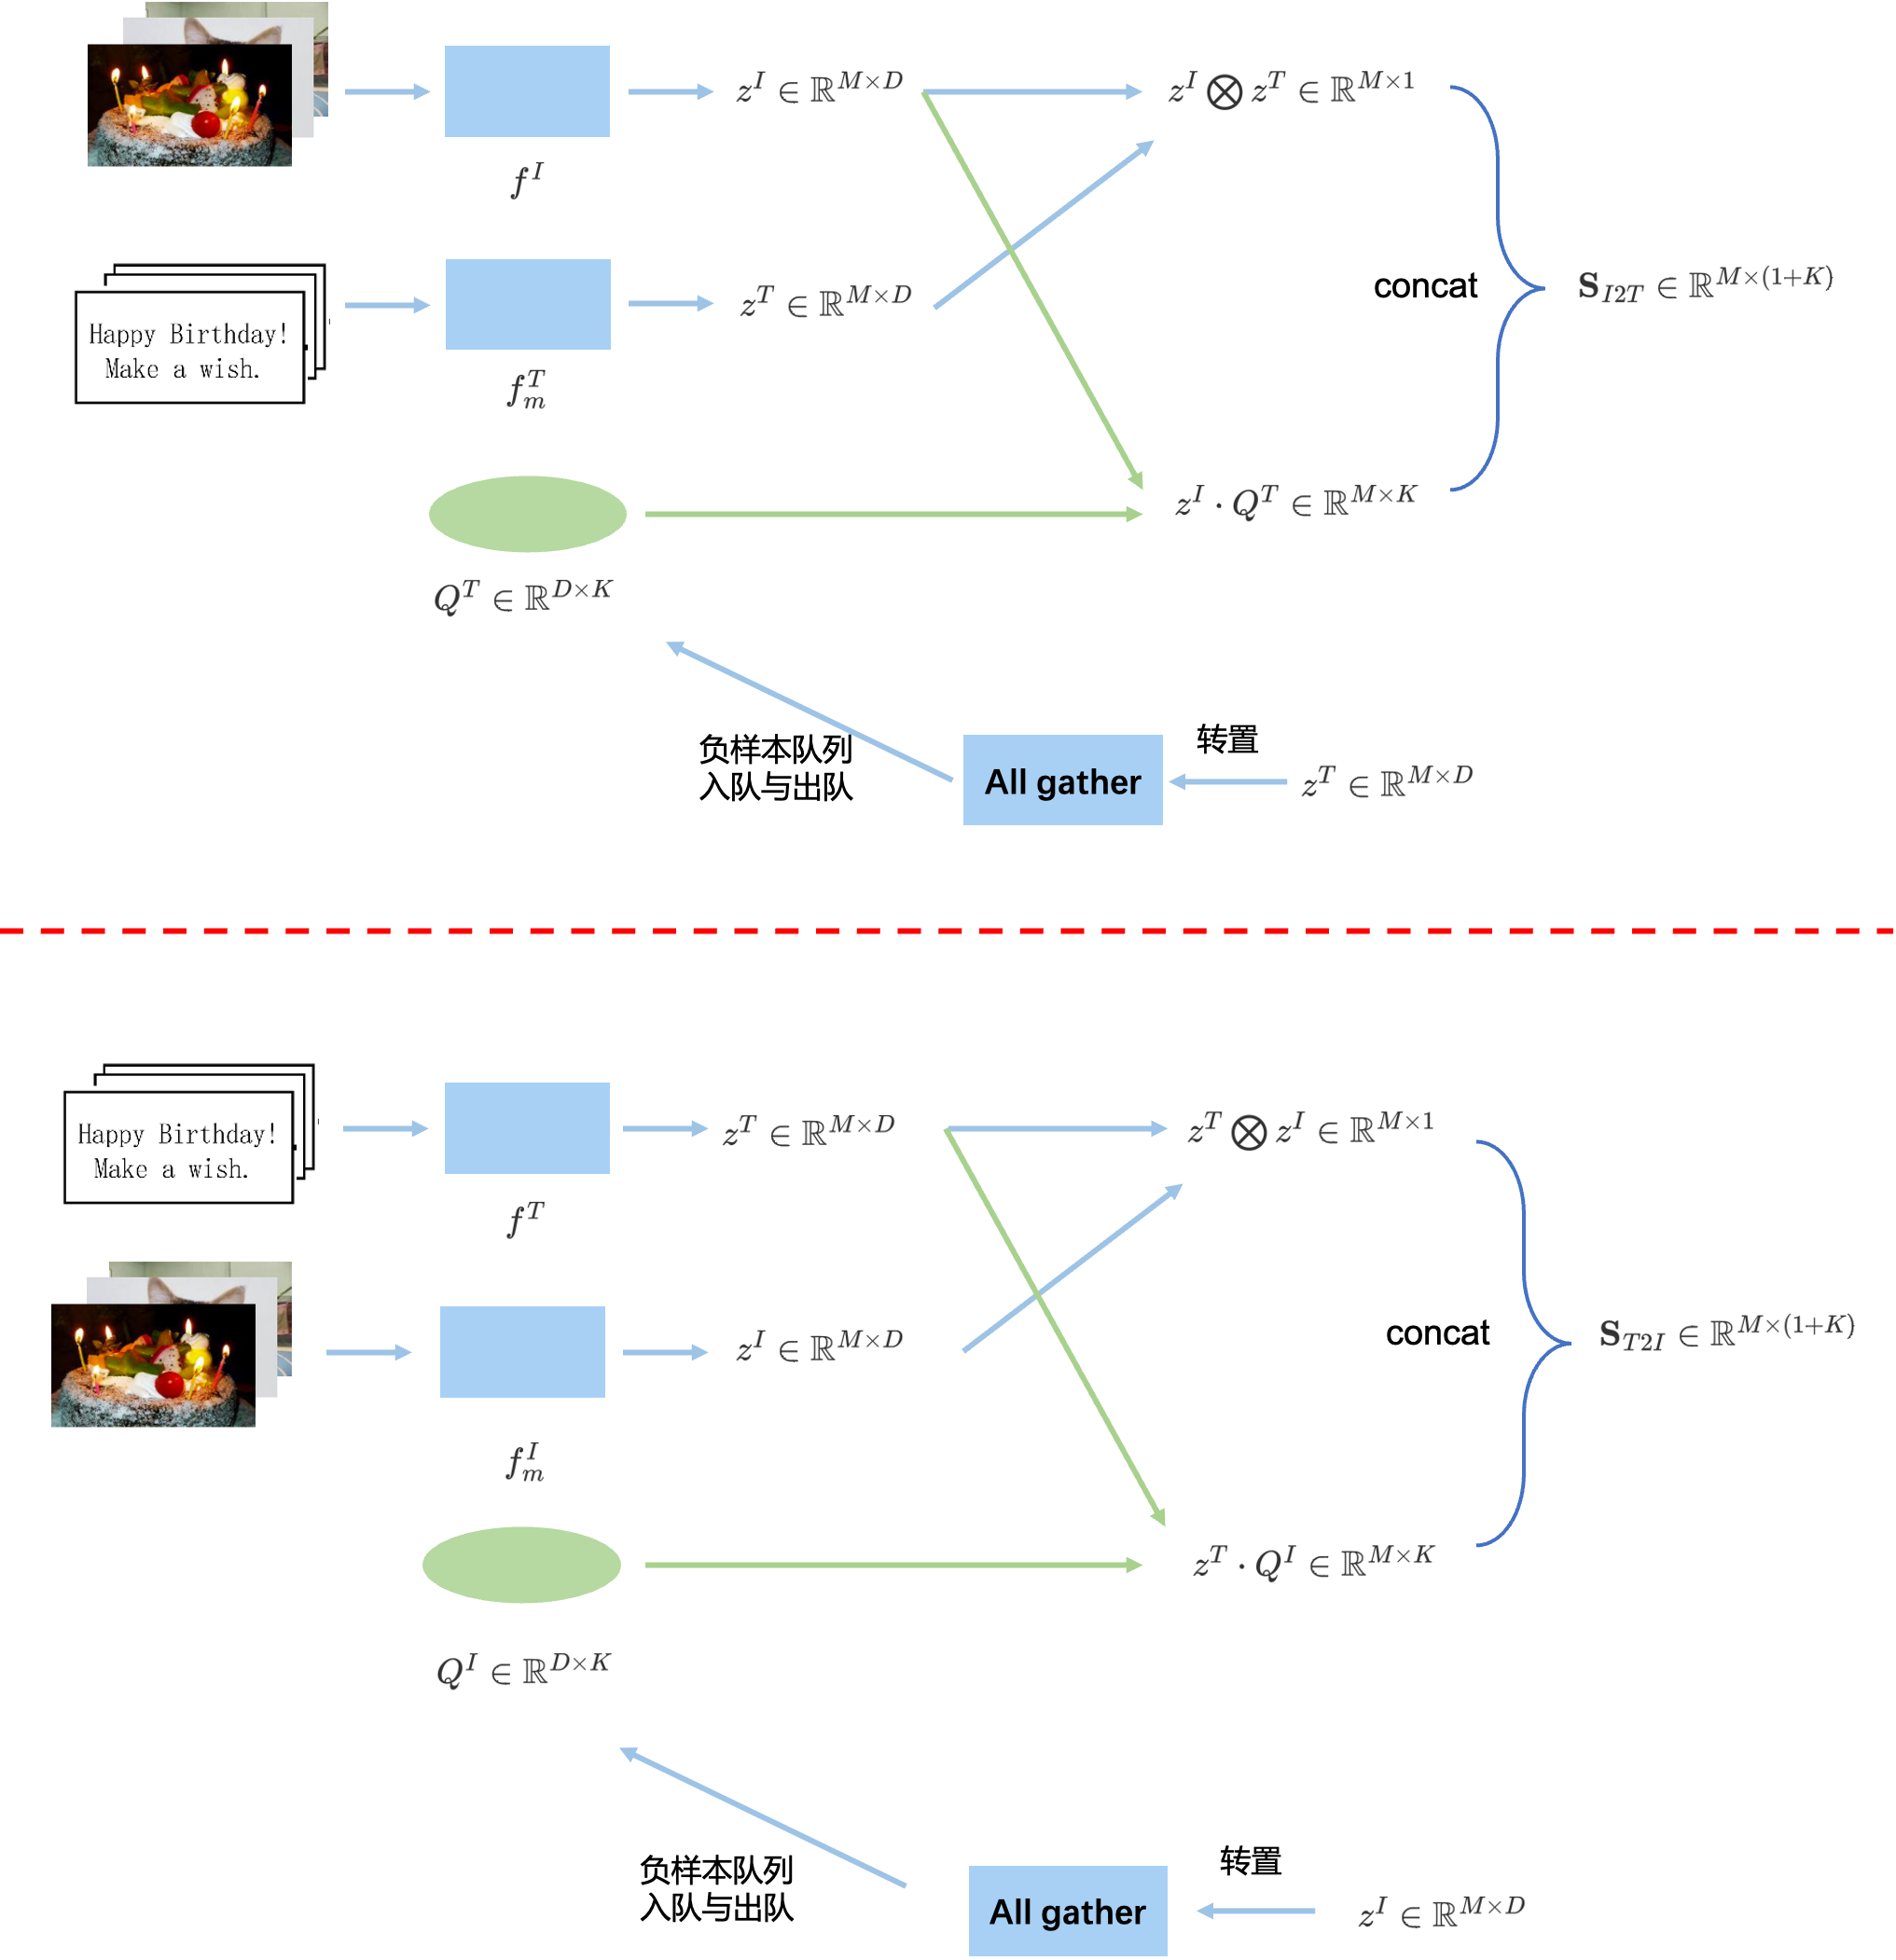 $z^I \in \mathbb{R}^{M \times D}$
$z^I \bigotimes z^T \in \mathbb{R}^{M \times 1}$
$f^I$
concat
$\mathbf{S}_{I2T} \in \mathbb{R}^{M \times (1+K)}$
$z^T \in \mathbb{R}^{M \times D}$
Happy Birthday!
Make a wish.
$f_m^T$
$z^I \cdot Q^T \in \mathbb{R}^{M \times K}$
$Q^T \in \mathbb{R}^{D \times K}$
负样本队列
入队与出队
All gather
转置
$z^T \in \mathbb{R}^{M \times D}$
Happy Birthday!
Make a wish.
$z^T \in \mathbb{R}^{M \times D}$
$z^T \bigotimes z^I \in \mathbb{R}^{M \times 1}$
$f^T$
concat
$\mathbf{S}_{T2I} \in \mathbb{R}^{M \times (1+K)}$
$z^I \in \mathbb{R}^{M \times D}$
$f_m^I$
$z^T \cdot Q^I \in \mathbb{R}^{M \times K}$
$Q^I \in \mathbb{R}^{D \times K}$
负样本队列
入队与出队
All gather
转置
$z^I \in \mathbb{R}^{M \times D}$